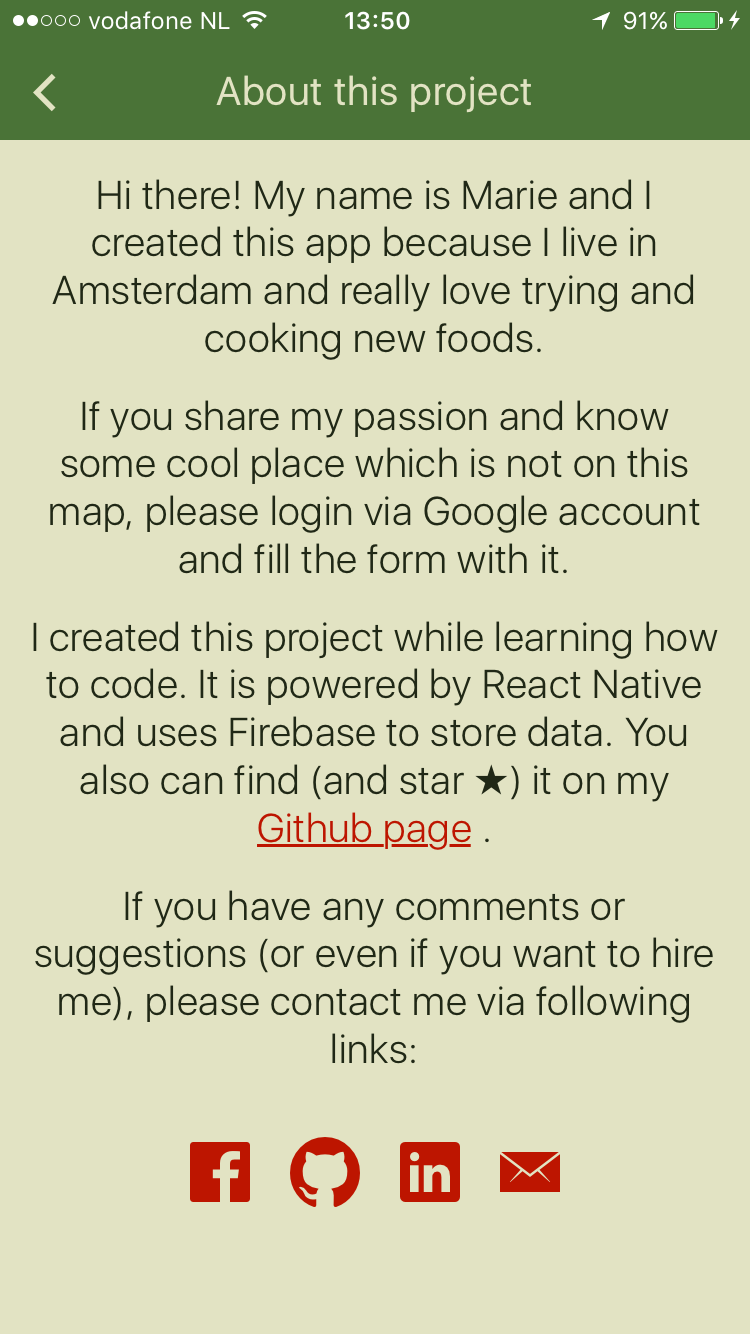 vodafone NL 13:50 91%
About this project
Hi there! My name is Marie and I
created this app because I live in
Amsterdam and really love trying and
cooking new foods.
If you share my passion and know
some cool place which is not on this
map, please login via Google account
and fill the form with it.
I created this project while learning how
to code. It is powered by React Native
and uses Firebase to store data. You
also can find (and star ★) it on my
Github page .
If you have any comments or
suggestions (or even if you want to hire
me), please contact me via following
links:
f in